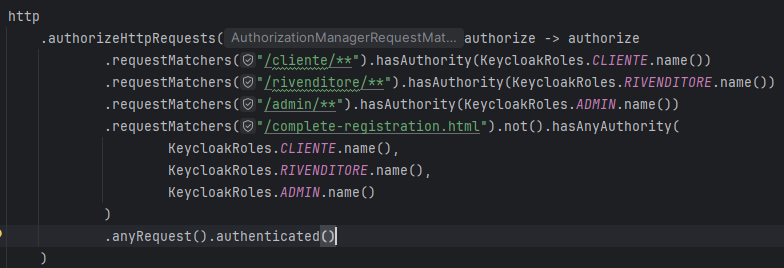 http
.authorizeHttpRequests( AuthorizationManagerRequestMat... authorize -> authorize
.requestMatchers("/cliente/**").hasAuthority(KeycloakRoles.CLIENTE.name())
.requestMatchers("/rivenditore/**").hasAuthority(KeycloakRoles.RIVENDITORE.name())
.requestMatchers("/admin/**").hasAuthority(KeycloakRoles.ADMIN.name())
.requestMatchers("/complete-registration.html").not().hasAnyAuthority(
KeycloakRoles.CLIENTE.name(),
KeycloakRoles.RIVENDITORE.name(),
KeycloakRoles.ADMIN.name()
)
.anyRequest().authenticated()
)